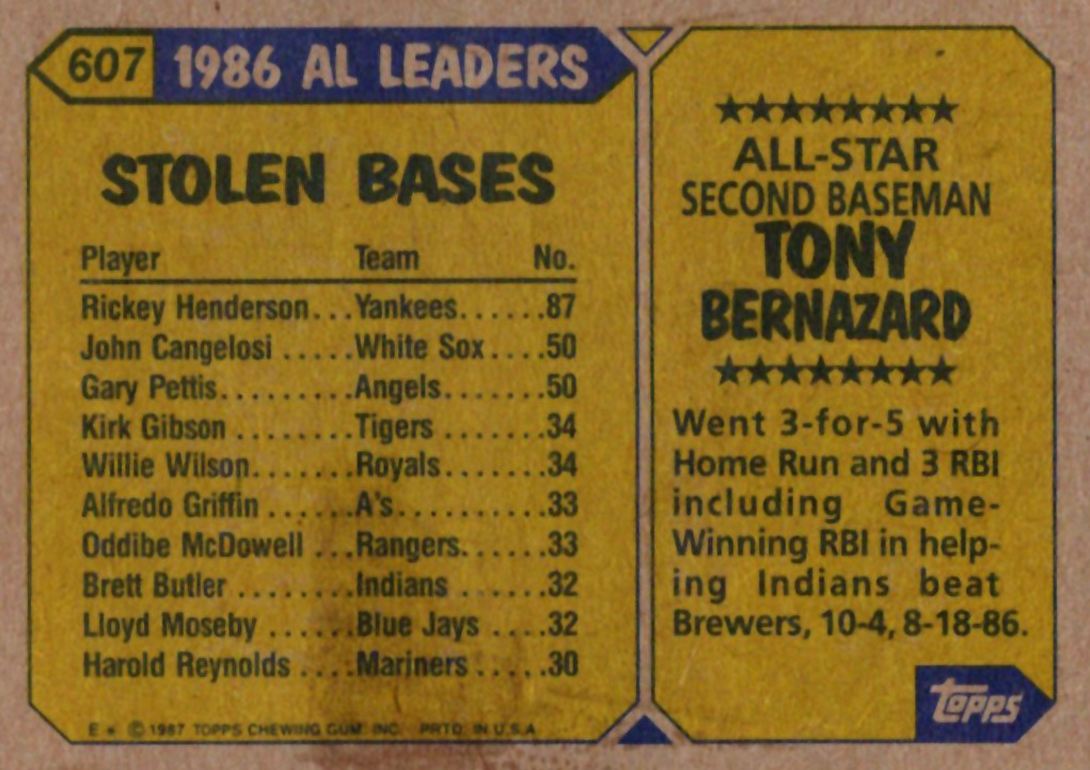 607 1986 AL LEADERS
STOLEN BASES
Player Team No.
Rickey Henderson...Yankees......87
John Cangelosi .....White Sox....50
Gary Pettis.........Angels.......50
Kirk Gibson ........Tigers .......34
Willie Wilson.......Royals.......34
Alfredo Griffin ......A's..........33
Oddibe McDowell ...Rangers......33
Brett Butler ........Indians ......32
Lloyd Moseby ......Blue Jays ....32
Harold Reynolds ....Mariners .....30
E * © 1987 TOPPS CHEWING GUM, INC. PRTD. IN U.S.A.
★★★★★★★★
ALL-STAR
SECOND BASEMAN
TONY
BERNAZARD
★★★★★★★★
Went 3-for-5 with
Home Run and 3 RBI
including Game-
Winning RBI in help-
ing Indians beat
Brewers, 10-4, 8-18-86.
topps